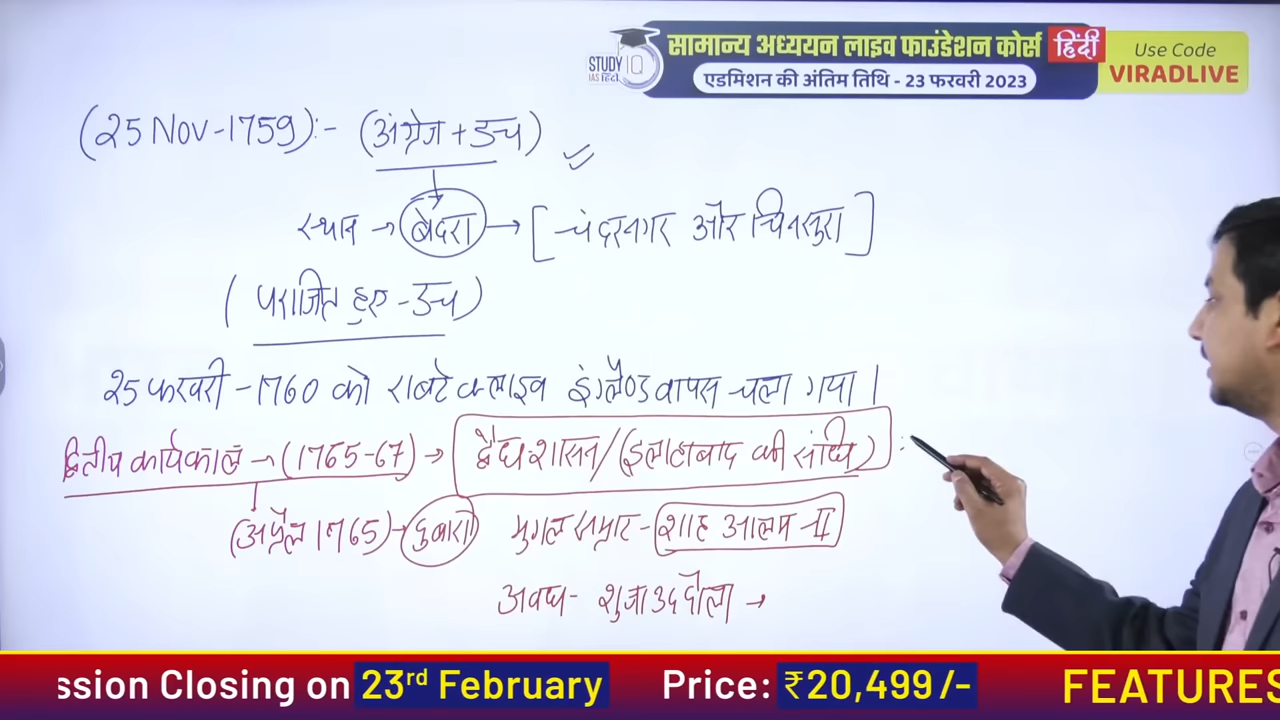 STUDY IQ
IAS हिंदी
सामान्य अध्ययन लाइव फाउंडेशन कोर्स हिंदी
एडमिशन की अंतिम तिथि - 23 फरवरी 2023
Use Code
VIRADLIVE
(25 Nov-1759):- (अंग्रेज + डच)
स्थान → बेदरा → [चंदरनगर और चिनसुरा]
(पराजित हुए - डच)
25 फरवरी - 1760 को राबर्ट क्लाइव इंग्लैण्ड वापस चला गया।
द्वितीय कार्यकाल → (1765-67) → द्वैध शासन/(इलाहाबाद की संधि) :
(अप्रैल 1765) → दुबारा मुगल सम्राट - शाह आलम-II
अवध - शुजाउद्दौला →
ssion Closing on 23rd February Price: ₹20,499/- FEATURES